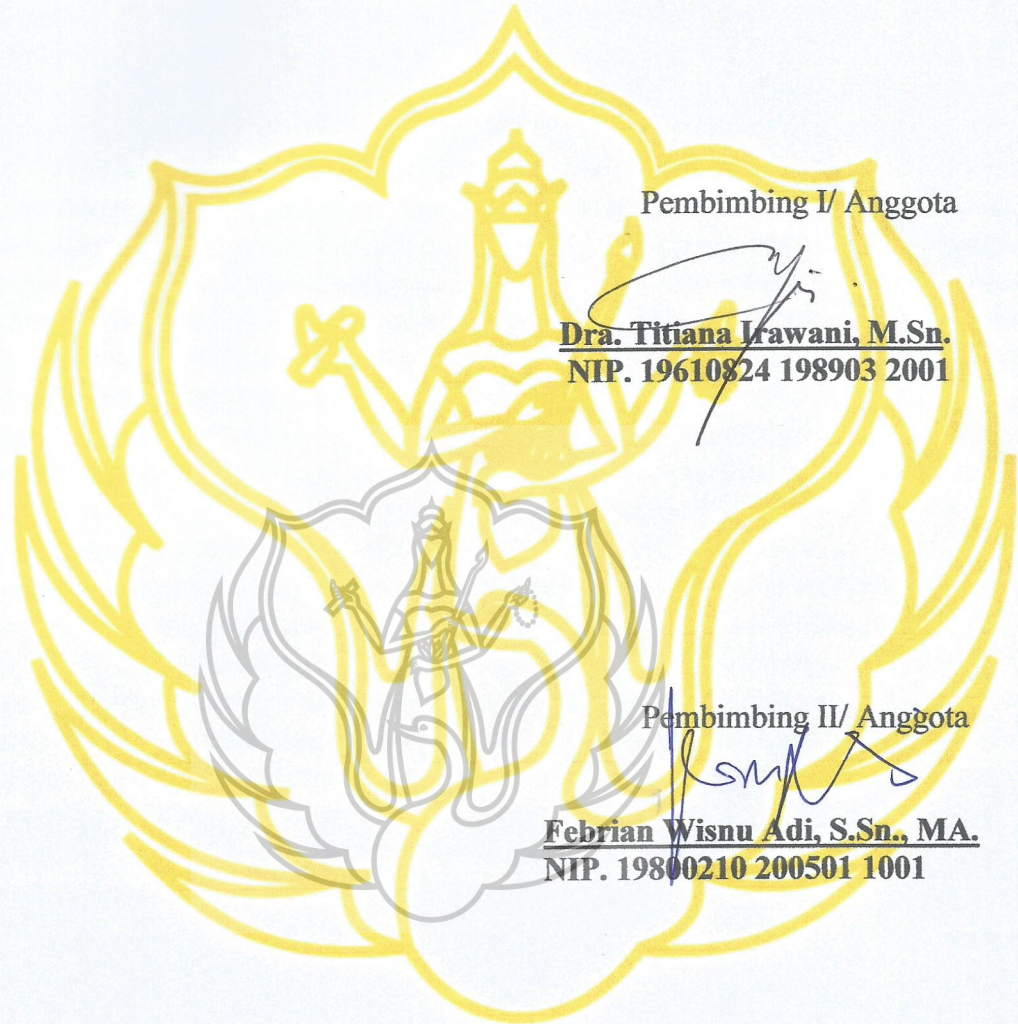 Pembimbing I/ Anggota
Dra. Titiana Irawani, M.Sn.
NIP. 19610824 198903 2001
Pembimbing II/ Anggota
Febrian Wisnu Adi, S.Sn., MA.
NIP. 19800210 200501 1001